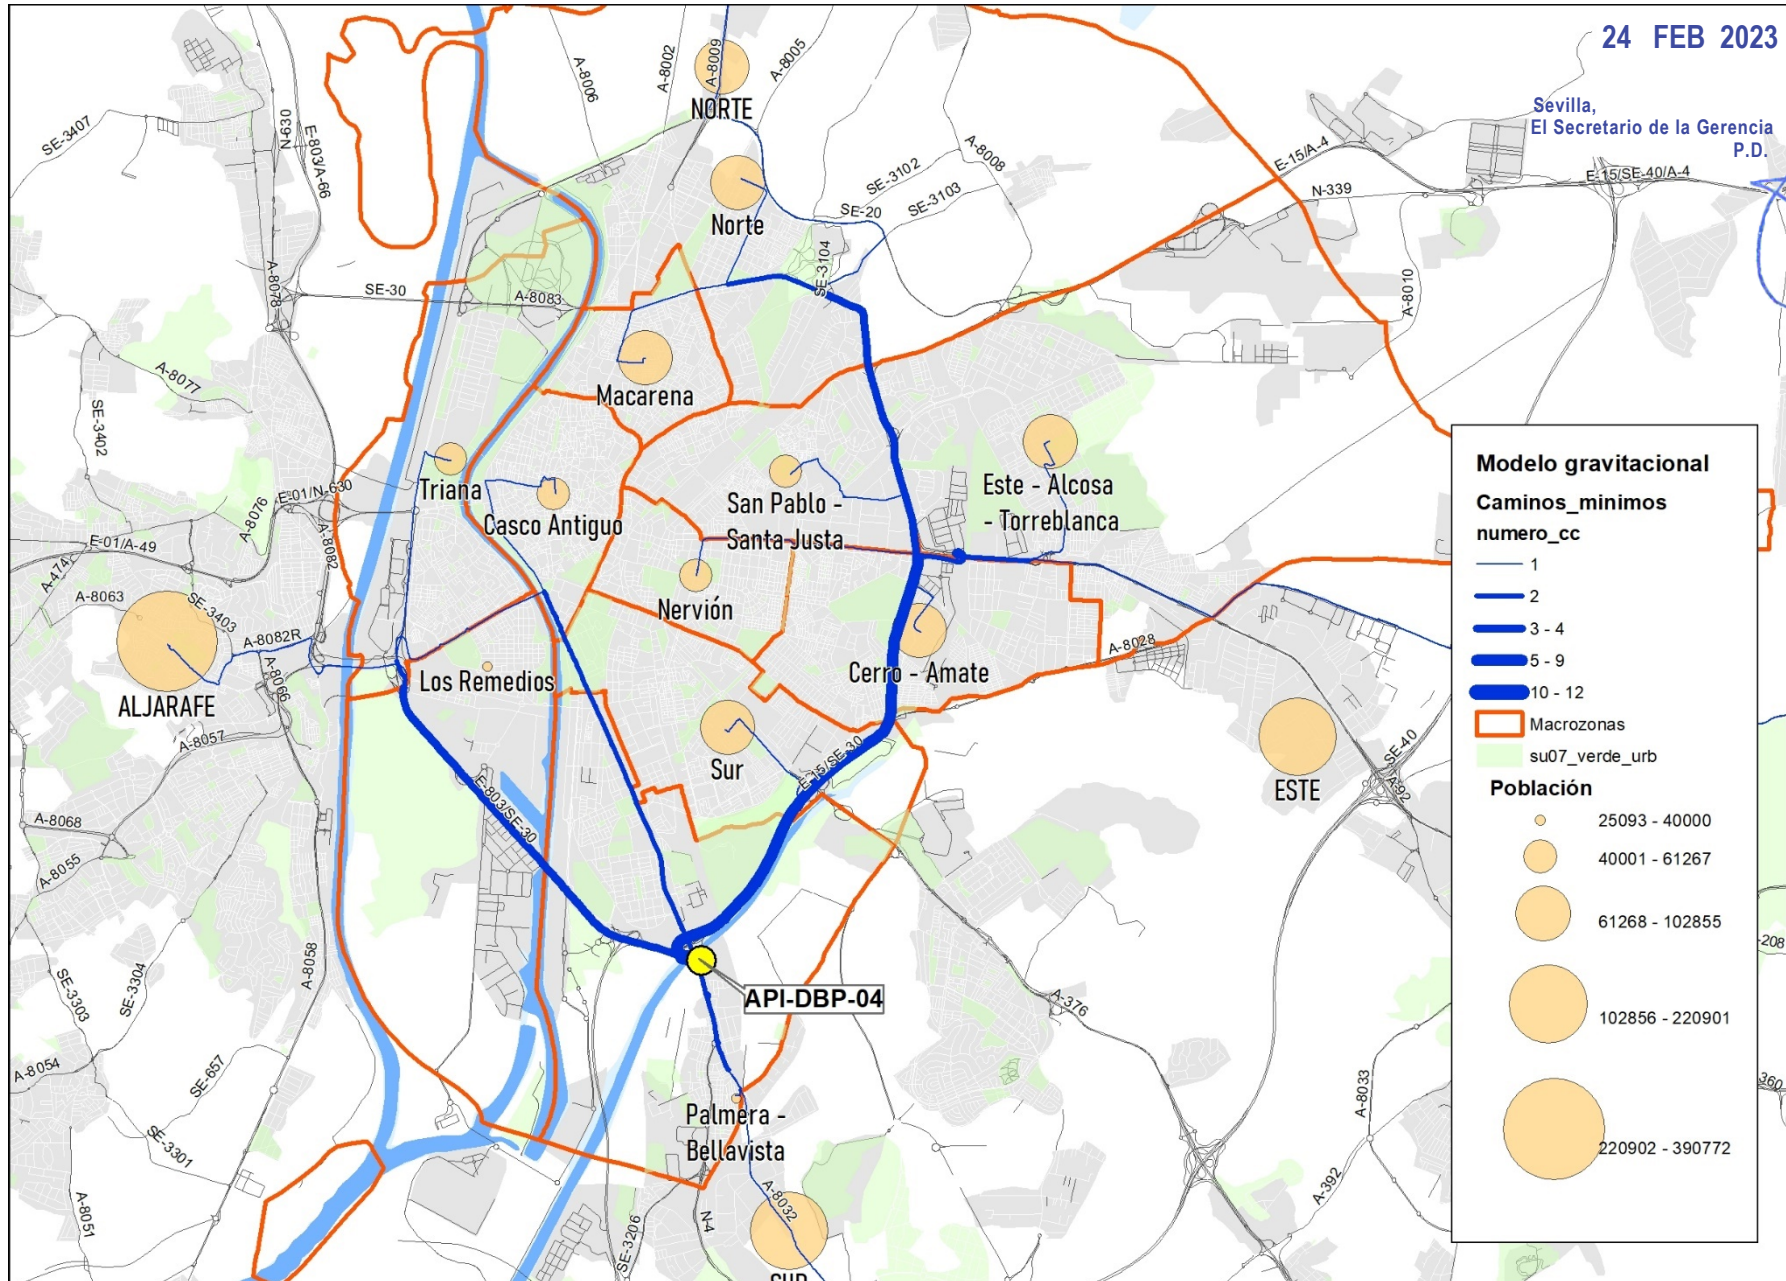 24 FEB 2023
Sevilla,
El Secretario de la Gerencia
P.D.
A-8006
A-8002
A-8009
A-8005
NORTE
SE-3407
N-630
E-803/A-66
A-8008
SE-3102
SE-3103
E-15/A-4
N-339
E-15/SE-40/A-4
Norte
SE-20
SE-3104
A-8010
A-8078
SE-30
A-8083
A-8077
Macarena
SE-3402
Triana
Casco Antiguo
San Pablo -
Santa Justa
Este - Alcosa
- Torreblanca
E-01/N-630
A-8076
A-8082
E-01/A-49
A-474
A-8063
SE-3403
A-8082R
Nervión
A-8028
Cerro - Amate
Los Remedios
ALJARAFE
A-8066
A-8057
Sur
E-15/SE-30
E-803/SE-30
ESTE
SE-40
A-92
A-8068
A-8055
A-8058
SE-3303
SE-3304
API-DBP-04
A-376
A-8054
SE-657
SE-3301
A-8051
Palmera -
Bellavista
A-8033
A-392
A-8032
SE-3206
N-4
SUR
-208
360
Modelo gravitacional
Caminos_minimos
numero_cc
1
2
3 - 4
5 - 9
10 - 12
Macrozonas
su07_verde_urb
Población
25093 - 40000
40001 - 61267
61268 - 102855
102856 - 220901
220902 - 390772